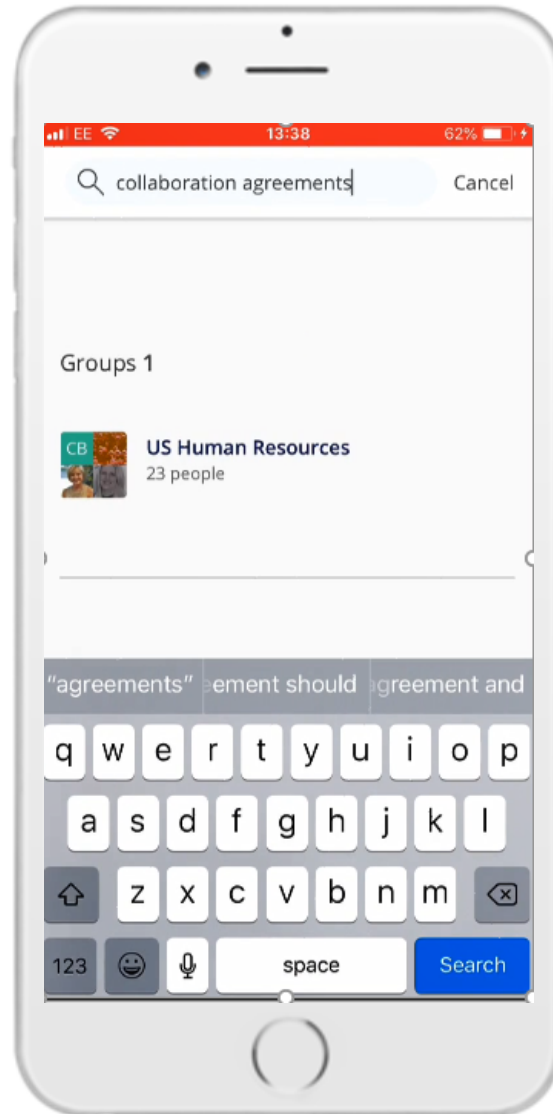 EE 13:38 62%
collaboration agreements Cancel
Groups 1
CB
US Human Resources
23 people
"agreements" eement should greement and
q w e r t y u i o p
a s d f g h j k l
z x c v b n m
123 space Search